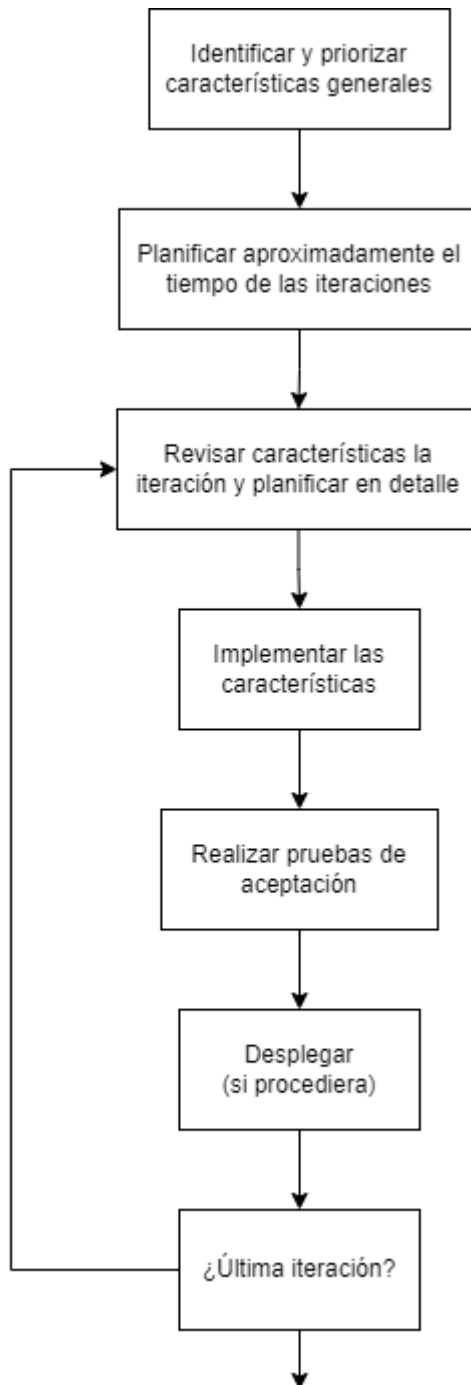 Identificar y priorizar
características generales
Planificar aproximadamente el
tiempo de las iteraciones
Revisar características la
iteración y planificar en detalle
Implementar las
características
Realizar pruebas de
aceptación
Desplegar
(si procediera)
¿Última iteración?